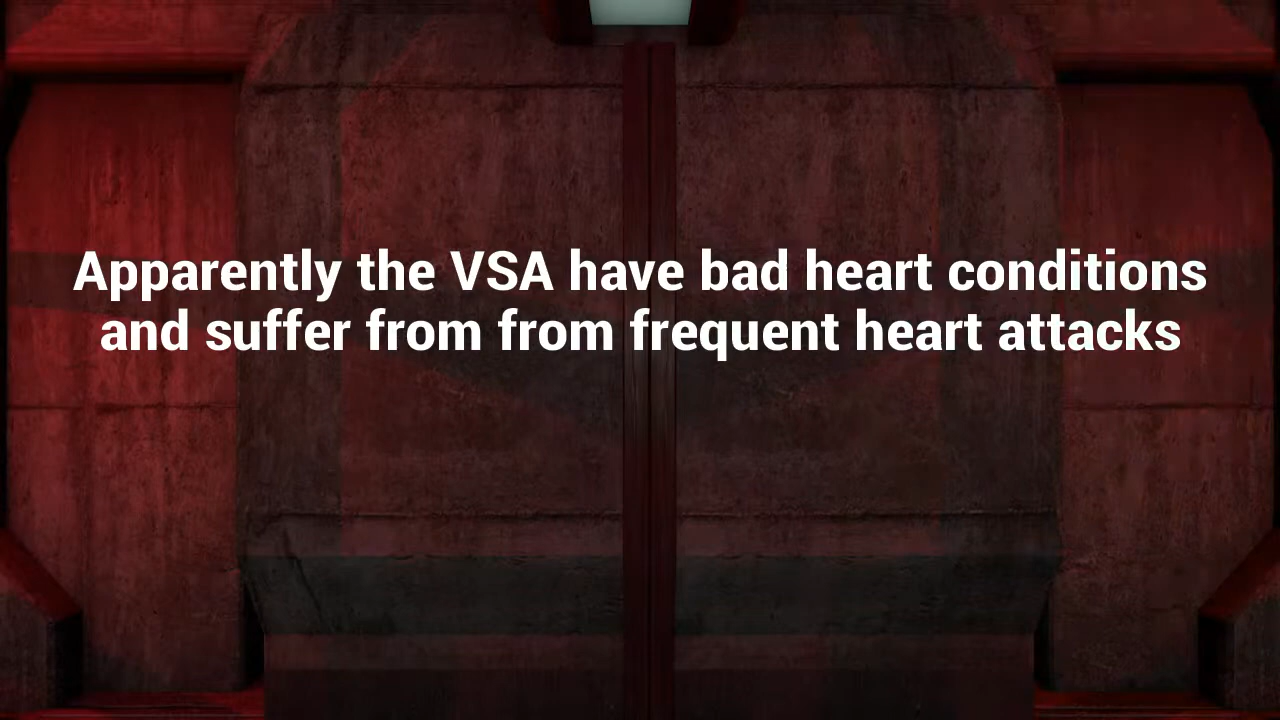 Apparently the VSA have bad heart conditions
and suffer from from frequent heart attacks